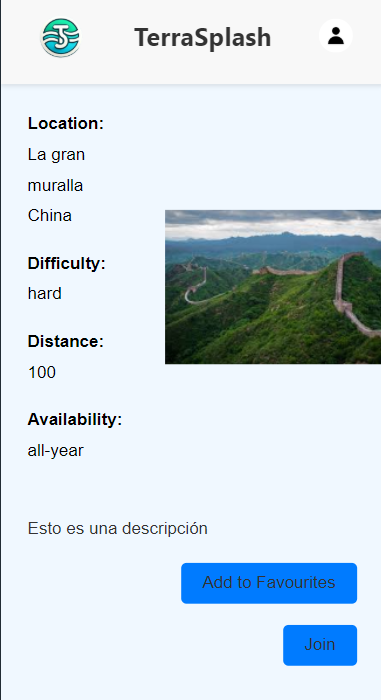 TerraSplash
Location:
La gran
muralla
China
Difficulty:
hard
Distance:
100
Availability:
all-year
Esto es una descripción
Add to Favourites
Join